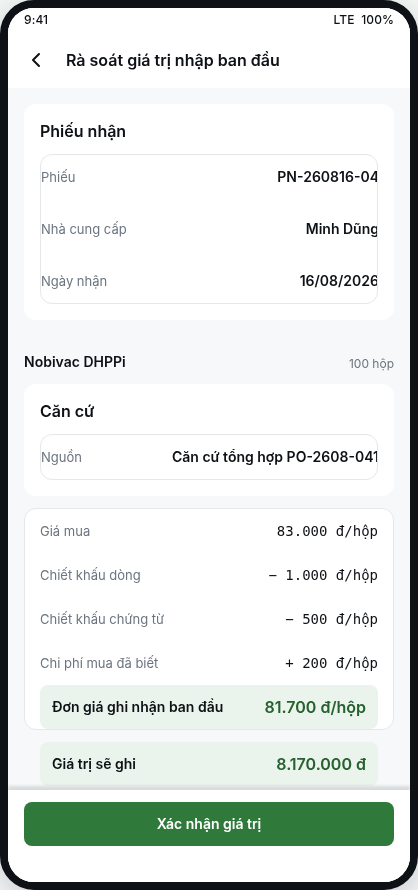 9:41 LTE 100%
Rà soát giá trị nhập ban đầu
Phiếu nhận
Phiếu PN-260816-04
Nhà cung cấp Minh Dũng
Ngày nhận 16/08/2026
Nobivac DHPPi 100 hộp
Căn cứ
Nguồn Căn cứ tổng hợp PO-2608-041
Giá mua 83.000 đ/hộp
Chiết khấu dòng − 1.000 đ/hộp
Chiết khấu chứng từ − 500 đ/hộp
Chi phí mua đã biết + 200 đ/hộp
Đơn giá ghi nhận ban đầu 81.700 đ/hộp
Giá trị sẽ ghi 8.170.000 đ
Xác nhận giá trị